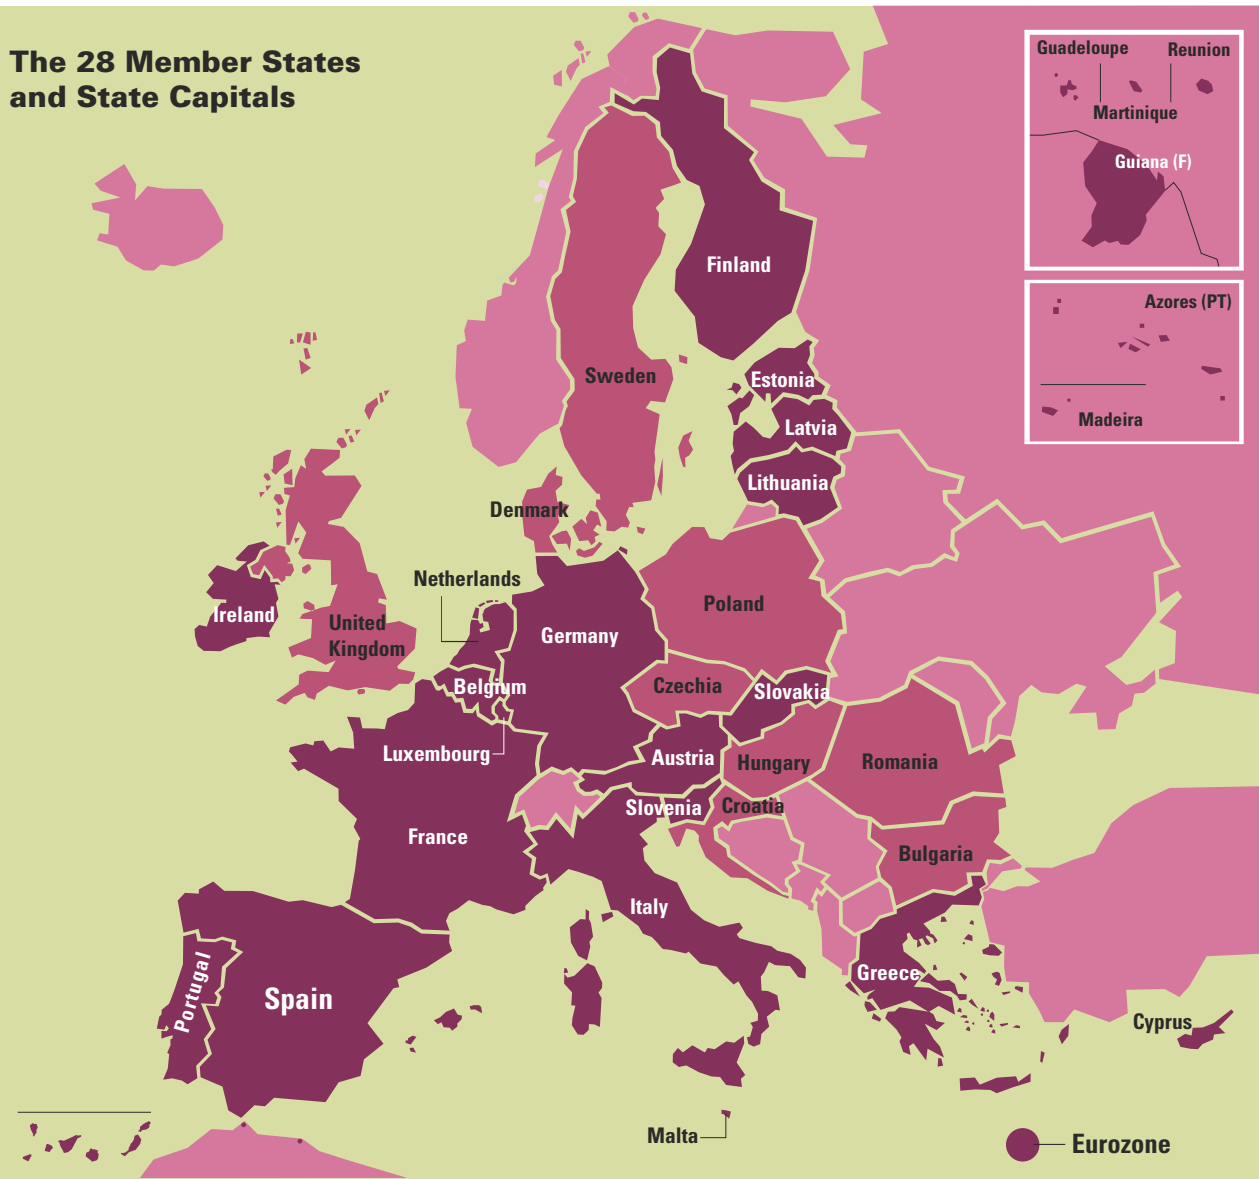 The 28 Member States
and State Capitals
Guadeloupe
Reunion
Martinique
Guiana (F)
Finland
Azores (PT)
Madeira
Sweden
Estonia
Latvia
Lithuania
Denmark
Netherlands
Ireland
United
Kingdom
Germany
Poland
Belgium
Czechia
Slovakia
Luxembourg
Austria
Hungary
Romania
Slovenia
Croatia
France
Bulgaria
Italy
Portugal
Spain
Greece
Cyprus
Malta
Eurozone